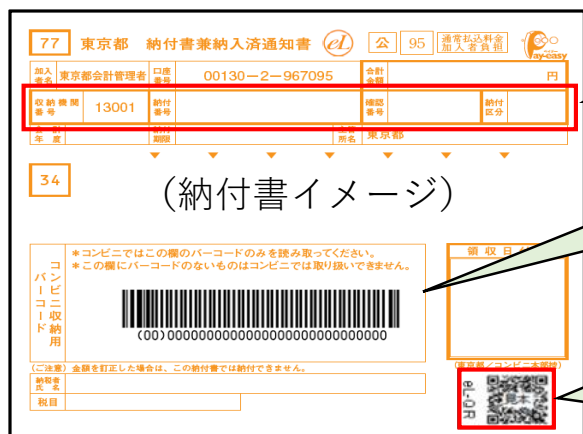 77 東京都 納付書兼納入済通知書 eL 公 95 通常払込料金加入者負担 Pay-easy
加入者名 東京都会計管理者 口座番号 00130－2－967095 合計金額 円
収納機関番号 13001 納付番号 確認番号 納付区分
年度 納付期限 所名 東京都
34
(納付書イメージ)
コンビニ収納用バーコード
＊コンビニではこの欄のバーコードのみを読み取ってください。
＊この欄にバーコードのないものはコンビニでは取り扱いできません。
領収日
(ご注意) 金額を訂正した場合は、この納付書では納付できません。
(東京都/コンビニ本部控)
納税者氏名
税目
eL-QR
見本